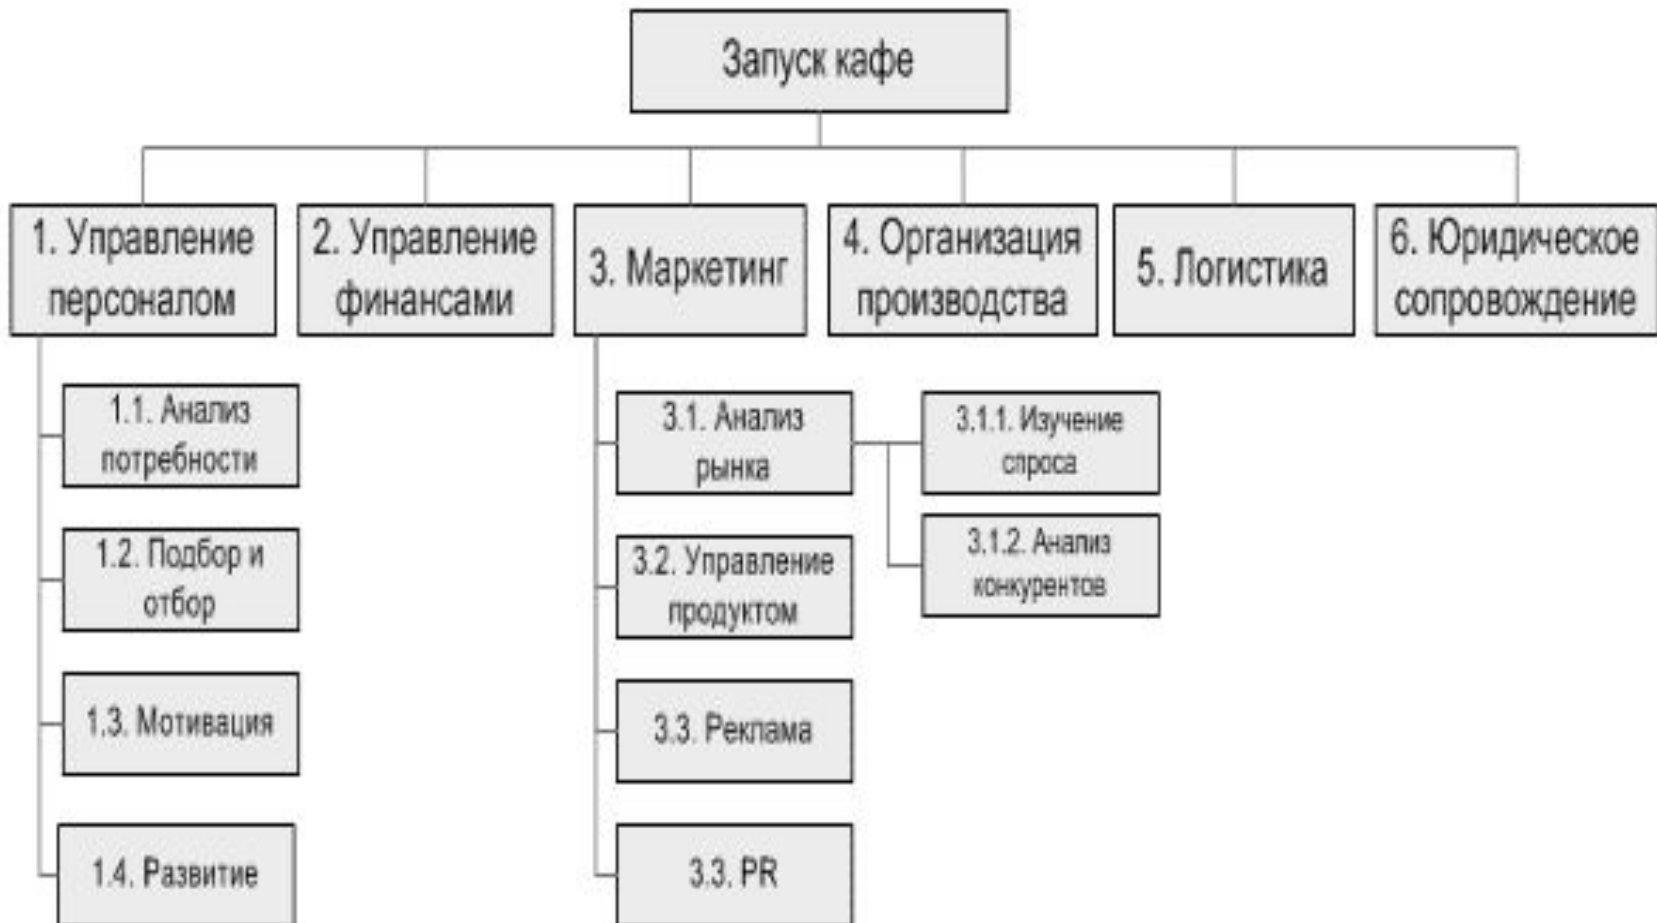 Запуск кафе
1. Управление
персоналом
2. Управление
финансами
3. Маркетинг
4. Организация
производства
5. Логистика
6. Юридическое
сопровождение
1.1. Анализ
потребности
1.2. Подбор и
отбор
1.3. Мотивация
1.4. Развитие
3.1. Анализ
рынка
3.2. Управление
продуктом
3.3. Реклама
3.3. PR
3.1.1. Изучение
спроса
3.1.2. Анализ
конкурентов